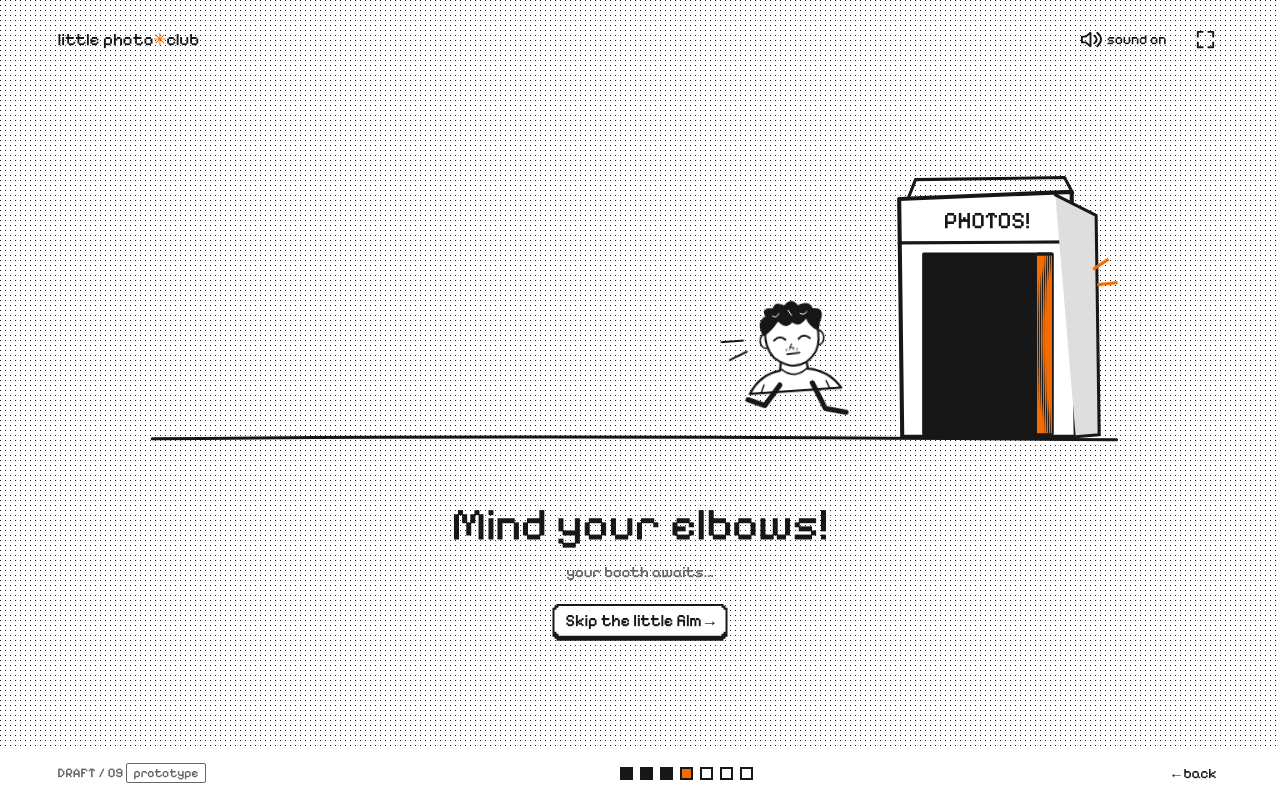 little photo✳club
sound on
PHOTOS!
Mind your elbows!
your booth awaits...
Skip the little film →
DRAFT / 09 prototype
← back